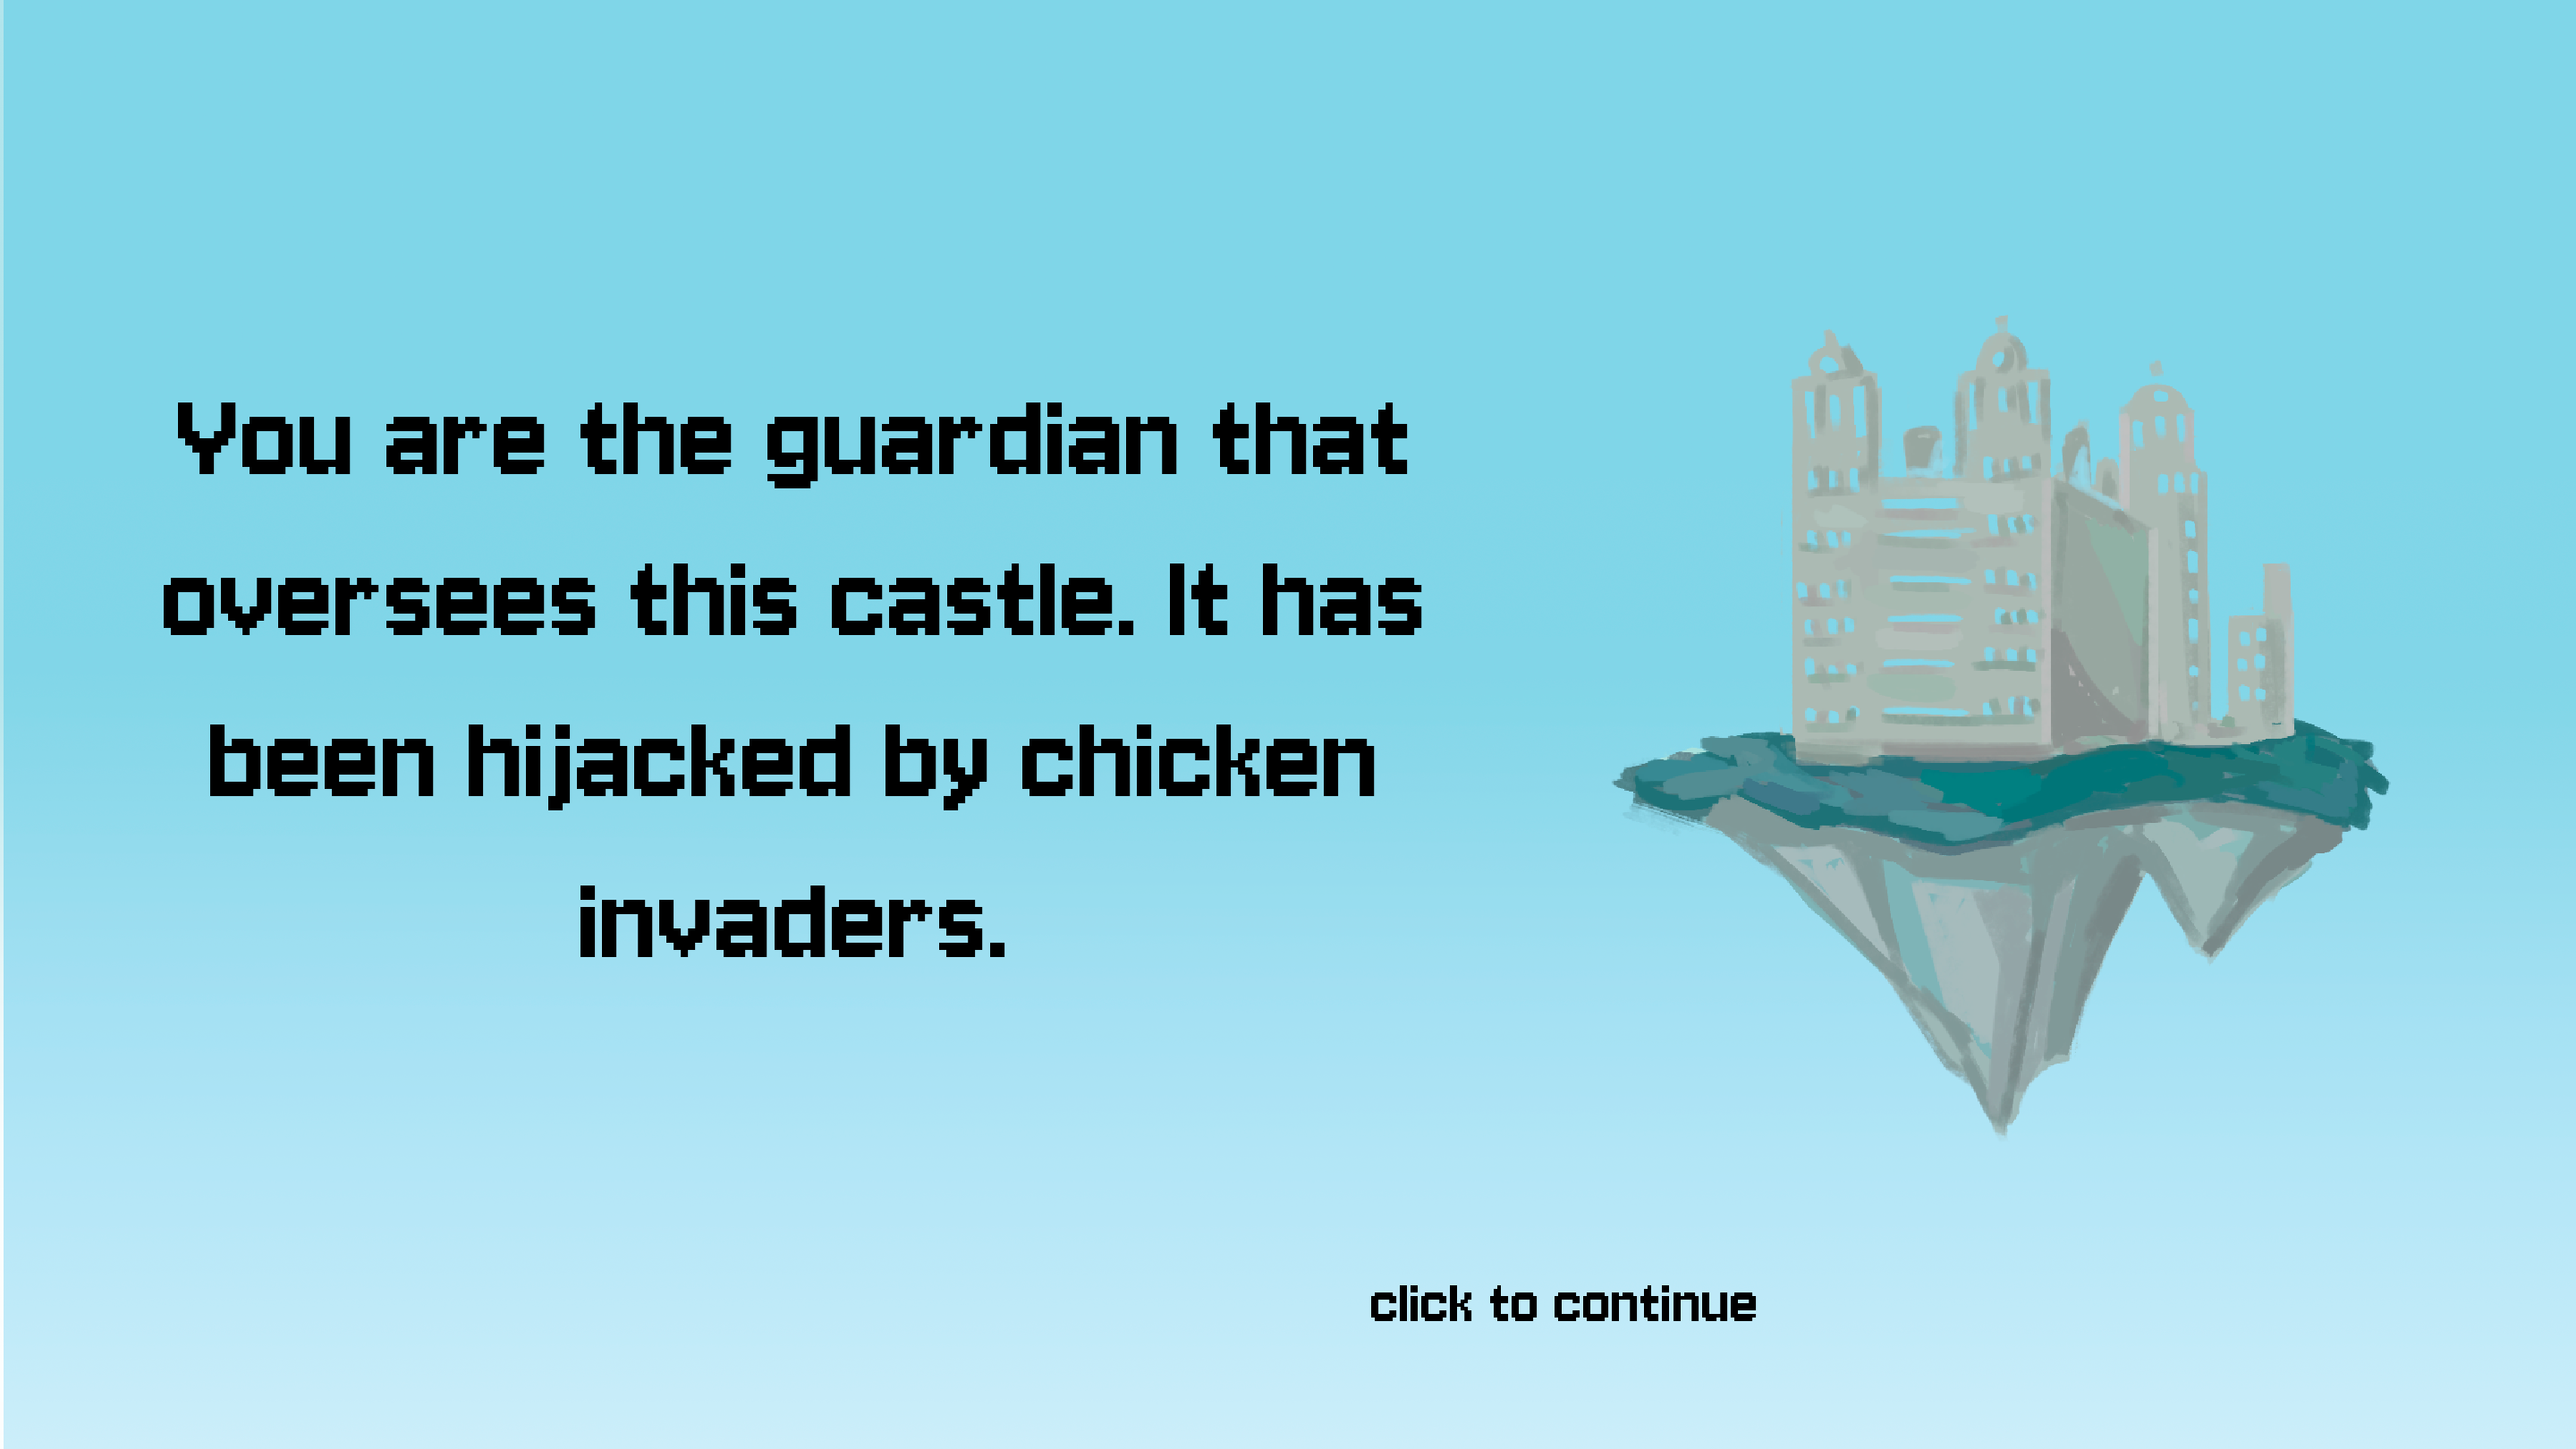 You are the guardian that
oversees this castle. It has
been hijacked by chicken
invaders.
click to continue